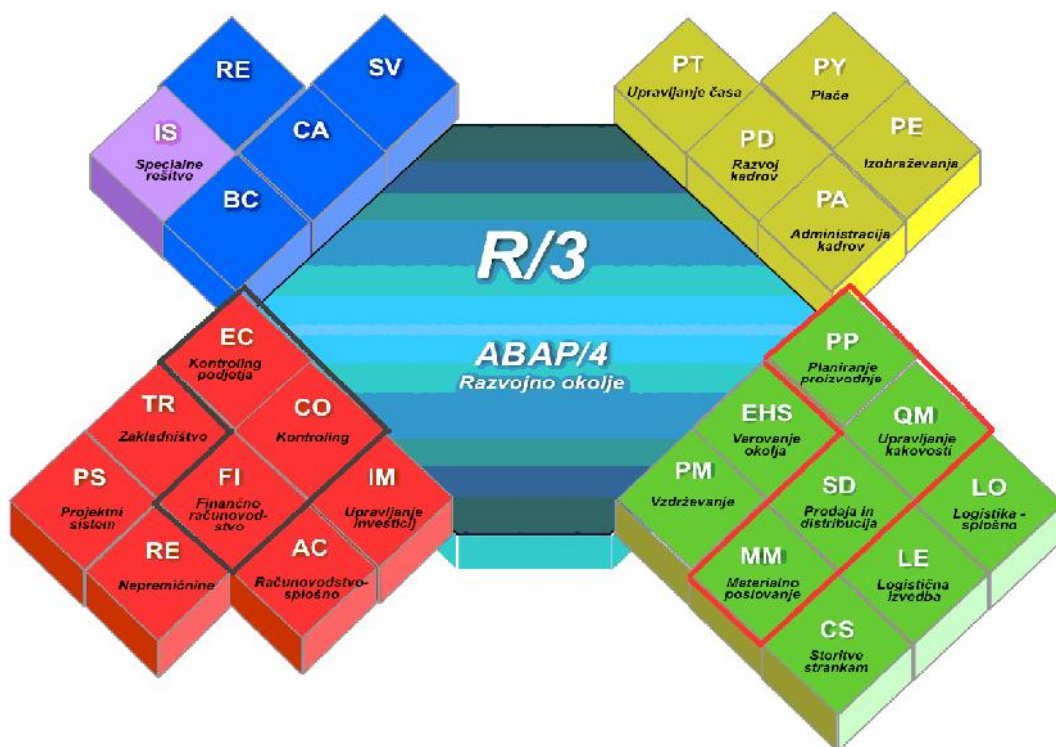 RE
SV
IS
Specialne
rešitve
CA
BC
PT
Upravljanje časa
PY
Plače
PD
Razvoj
kadrov
PE
Izobraževanja
PA
Administracija
kadrov
R/3
ABAP/4
Razvojno okolje
EC
Kontroling
podjetja
TR
Zakladništvo
CO
Kontroling
PS
Projektni
sistem
FI
Finančno
računovod-
stvo
IM
Upravljanje
investicij
RE
Nepremičnine
AC
Računovodstvo-
splošno
PP
Planiranje
proizvodnje
EHS
Varovanje
okolja
QM
Upravljanje
kakovosti
PM
Vzdrževanje
SD
Prodaja in
distribucija
LO
Logistika -
splošno
MM
Materialno
poslovanje
LE
Logistična
izvedba
CS
Storitve
strankam